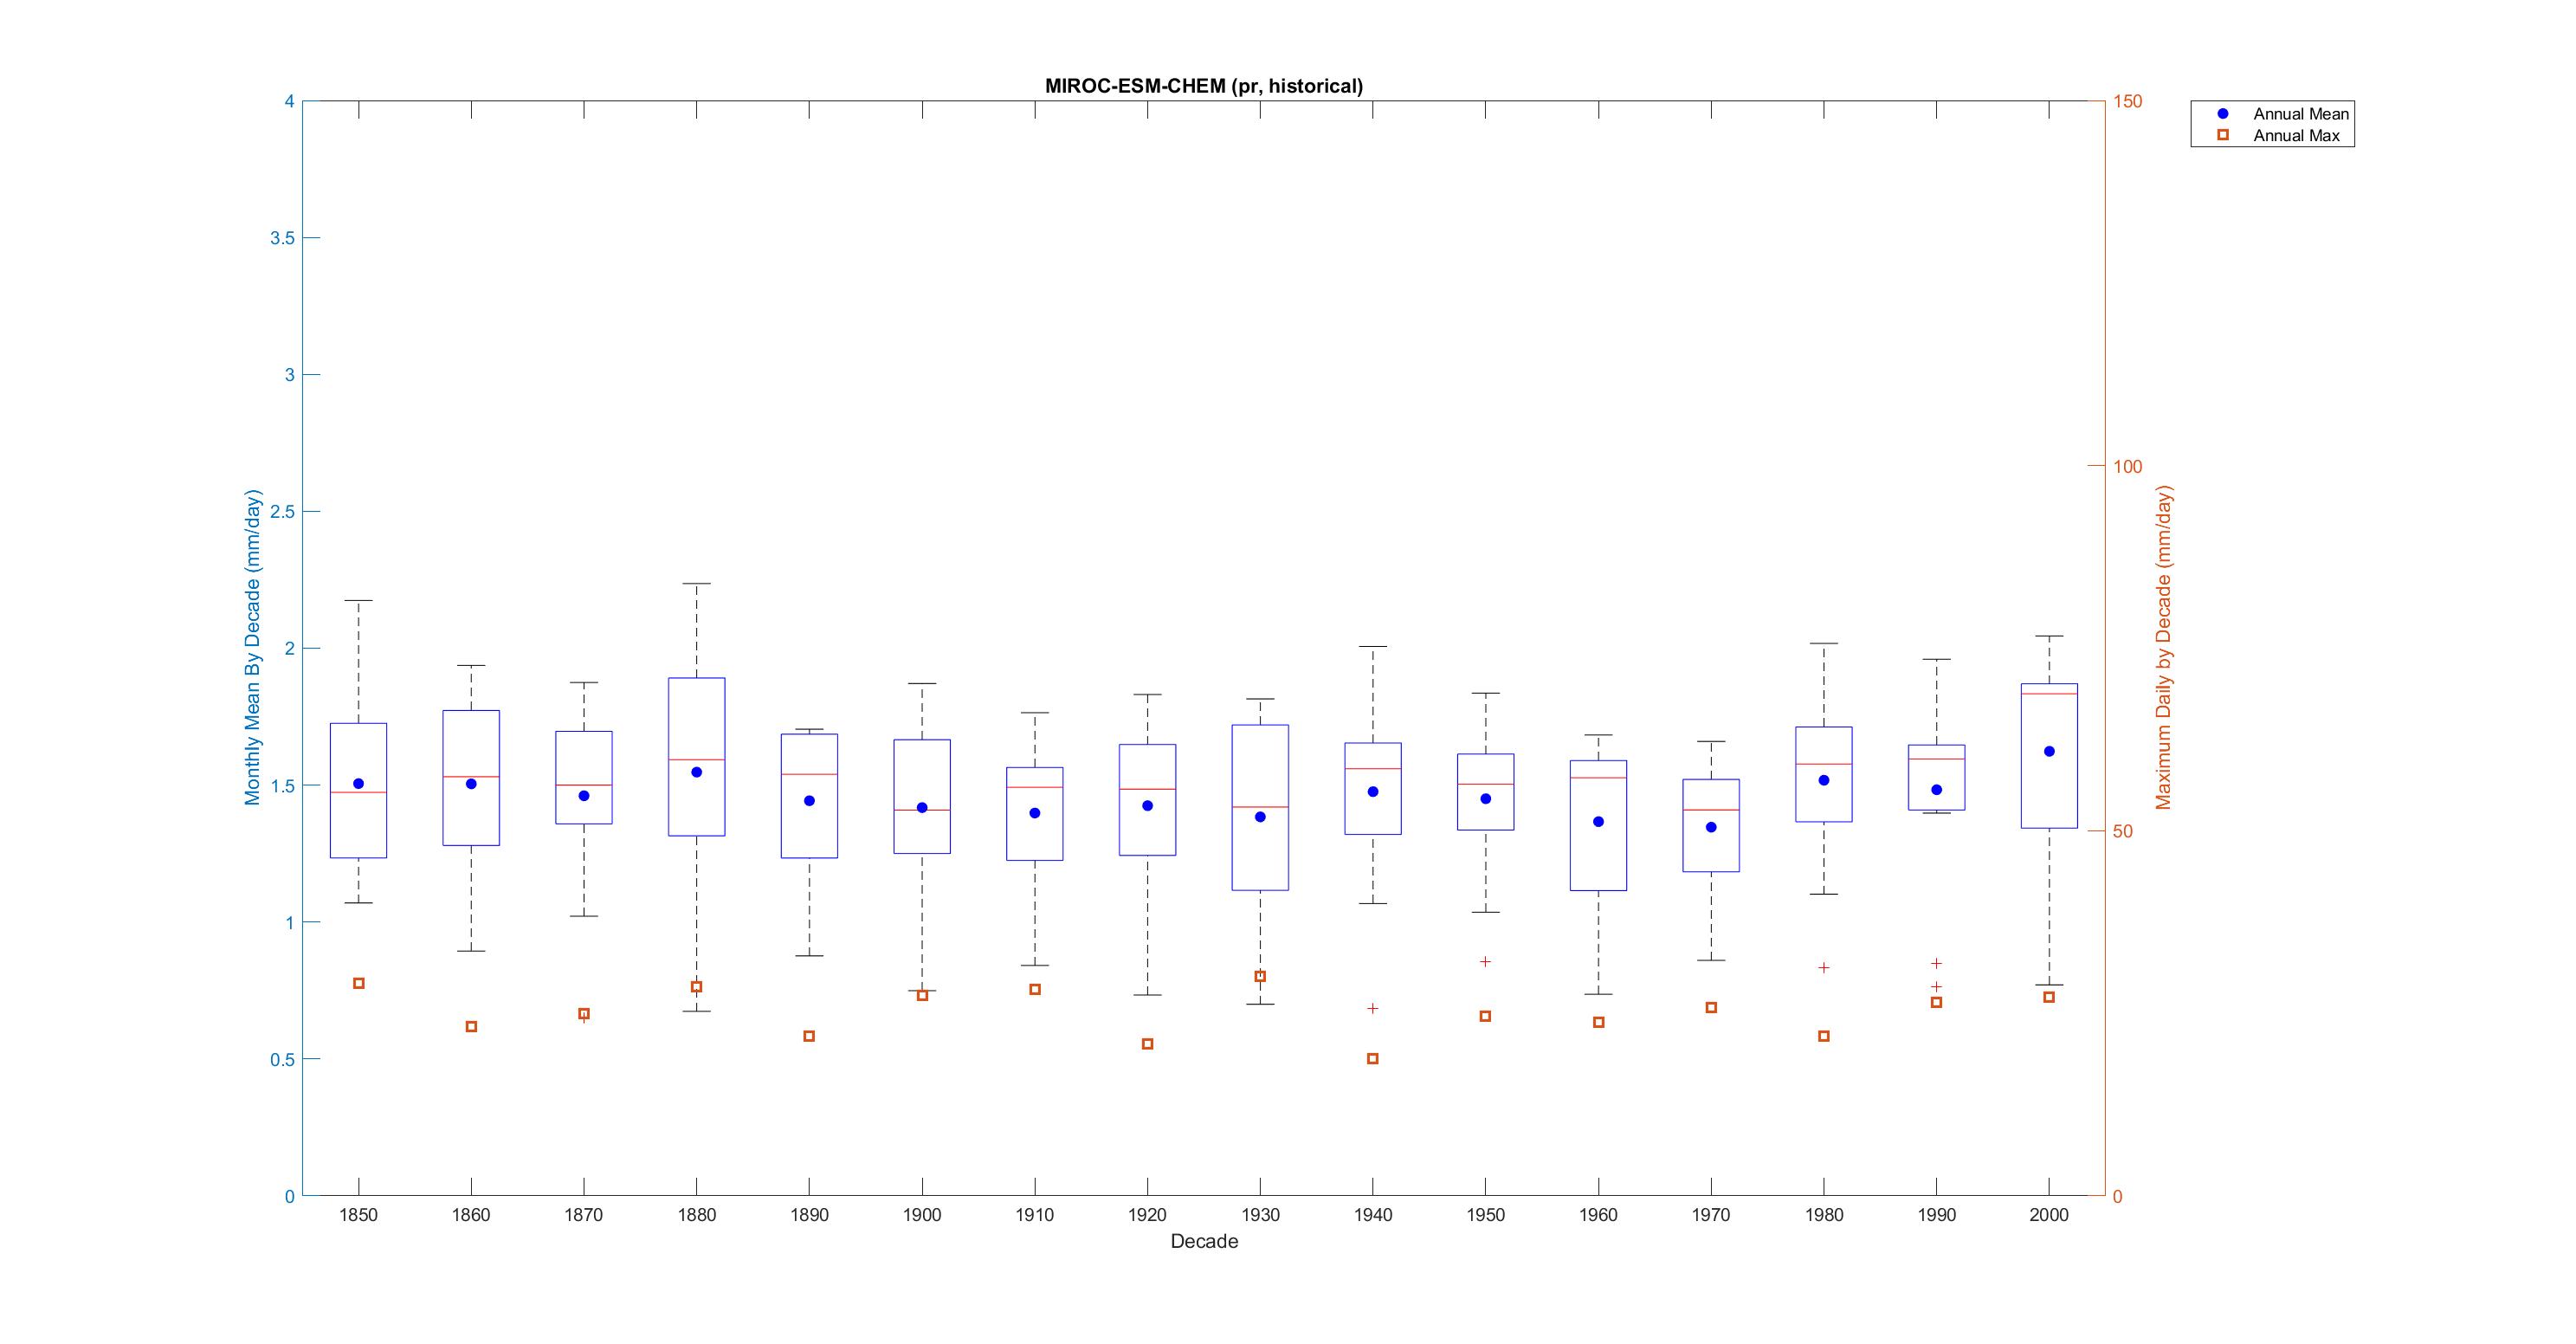 MIROC-ESM-CHEM (pr, historical)
Annual Mean
Annual Max
Monthly Mean By Decade (mm/day)
4
3.5
3
2.5
2
1.5
1
0.5
0
150
100
50
0
Maximum Daily by Decade (mm/day)
1850 1860 1870 1880 1890 1900 1910 1920 1930 1940 1950 1960 1970 1980 1990 2000
Decade